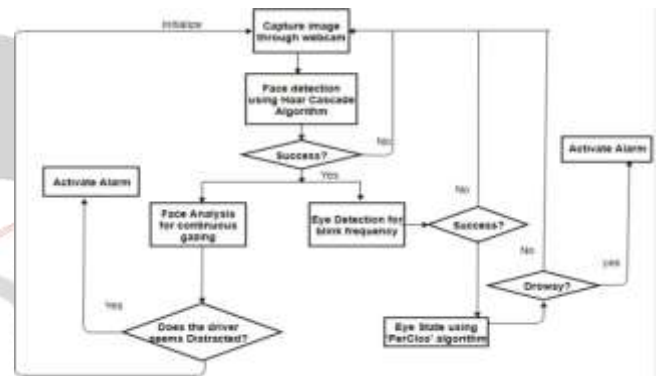 Initialize
Capture image
through webcam
Face detection
using Haar Cascade
Algorithm
No
Success?
Yes
Activate Alarm
Face Analysis
for continuous
gazing
Eye Detection for
blink frequency
No
Success?
No
Activate Alarm
yes
Drowsy?
Yes
Does the driver
seems Distracted?
Eye State using
'PerClos' algorithm